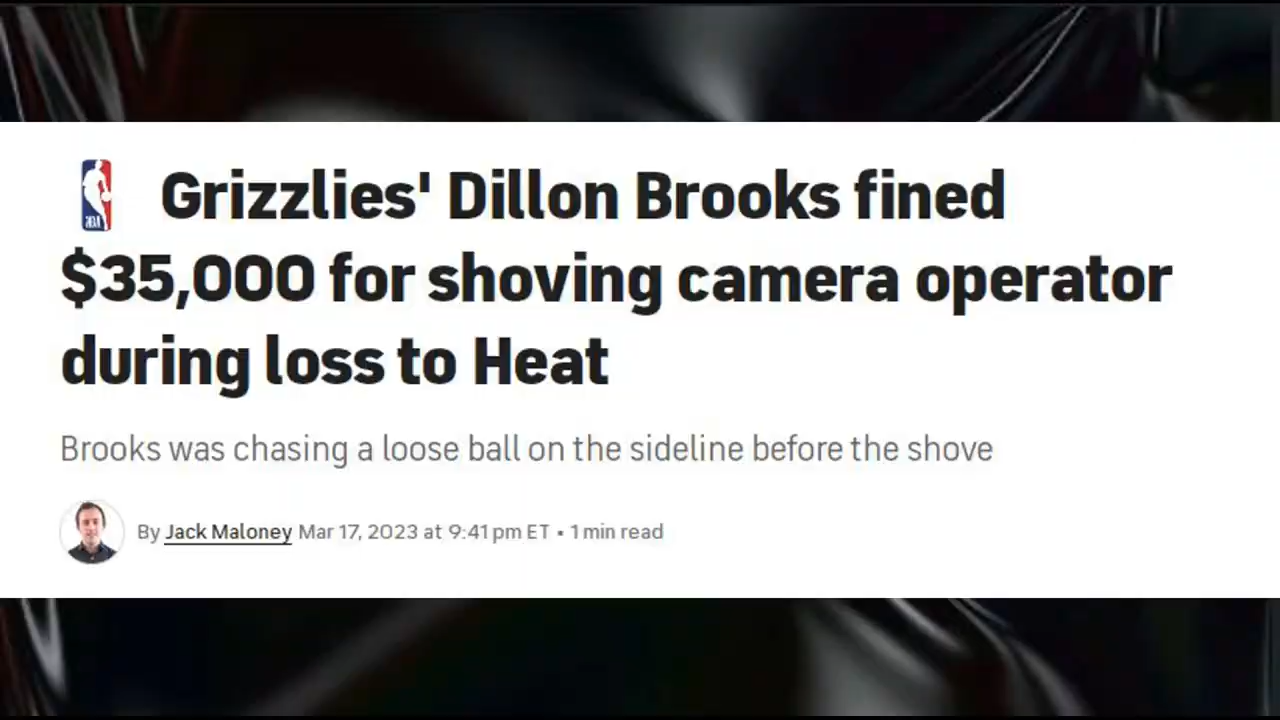 Grizzlies' Dillon Brooks fined
$35,000 for shoving camera operator
during loss to Heat
Brooks was chasing a loose ball on the sideline before the shove
By Jack Maloney Mar 17, 2023 at 9:41 pm ET • 1 min read